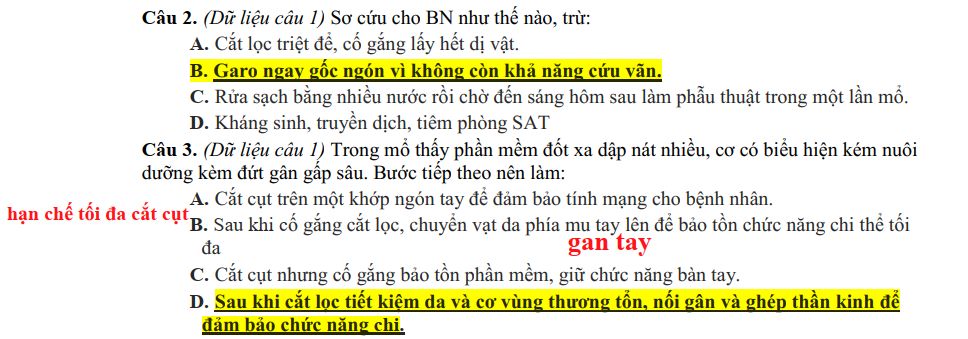 Câu 2. (Dữ liệu câu 1) Sơ cứu cho BN như thế nào, trừ:
A. Cắt lọc triệt để, cố gắng lấy hết dị vật.
B. Garo ngay gốc ngón vì không còn khả năng cứu vãn.
C. Rửa sạch bằng nhiều nước rồi chờ đến sáng hôm sau làm phẫu thuật trong một lần mổ.
D. Kháng sinh, truyền dịch, tiêm phòng SAT
Câu 3. (Dữ liệu câu 1) Trong mổ thấy phần mềm đốt xa dập nát nhiều, cơ có biểu hiện kém nuôi
dưỡng kèm đứt gân gấp sâu. Bước tiếp theo nên làm:
A. Cắt cụt trên một khớp ngón tay để đảm bảo tính mạng cho bệnh nhân.
hạn chế tối đa cắt cụt
B. Sau khi cố gắng cắt lọc, chuyển vạt da phía mu tay lên để bảo tồn chức năng chi thể tối
đa
gan tay
C. Cắt cụt nhưng cố gắng bảo tồn phần mềm, giữ chức năng bàn tay.
D. Sau khi cắt lọc tiết kiệm da và cơ vùng thương tổn, nối gân và ghép thần kinh để
đảm bảo chức năng chi.